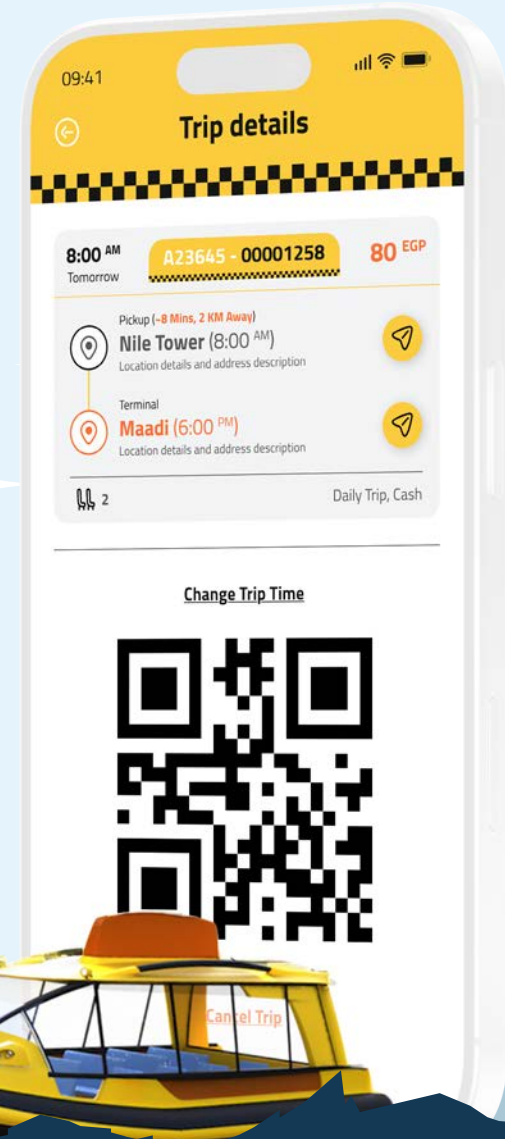 09:41
Trip details
8:00 AM
Tomorrow
A23645 - 00001258
80 EGP
Pickup (~8 Mins, 2 KM Away)
Nile Tower (8:00 AM)
Location details and address description
Terminal
Maadi (6:00 PM)
Location details and address description
2
Daily Trip, Cash
Change Trip Time
Cancel Trip